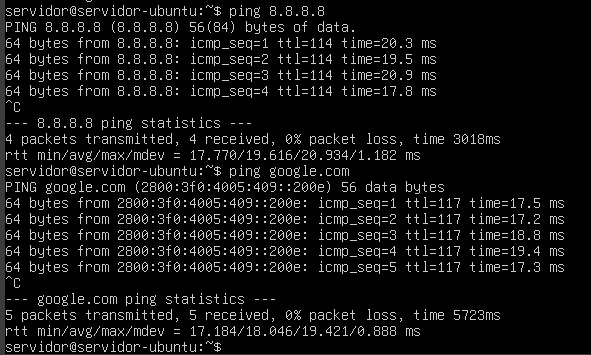 servidor@servidor-ubuntu:~$ ping 8.8.8.8
PING 8.8.8.8 (8.8.8.8) 56(84) bytes of data.
64 bytes from 8.8.8.8: icmp_seq=1 ttl=114 time=20.3 ms
64 bytes from 8.8.8.8: icmp_seq=2 ttl=114 time=19.5 ms
64 bytes from 8.8.8.8: icmp_seq=3 ttl=114 time=20.9 ms
64 bytes from 8.8.8.8: icmp_seq=4 ttl=114 time=17.8 ms
^C
--- 8.8.8.8 ping statistics ---
4 packets transmitted, 4 received, 0% packet loss, time 3018ms
rtt min/avg/max/mdev = 17.770/19.616/20.934/1.182 ms
servidor@servidor-ubuntu:~$ ping google.com
PING google.com (2800:3f0:4005:409::200e) 56 data bytes
64 bytes from 2800:3f0:4005:409::200e: icmp_seq=1 ttl=117 time=17.5 ms
64 bytes from 2800:3f0:4005:409::200e: icmp_seq=2 ttl=117 time=17.2 ms
64 bytes from 2800:3f0:4005:409::200e: icmp_seq=3 ttl=117 time=18.8 ms
64 bytes from 2800:3f0:4005:409::200e: icmp_seq=4 ttl=117 time=19.4 ms
64 bytes from 2800:3f0:4005:409::200e: icmp_seq=5 ttl=117 time=17.3 ms
^C
--- google.com ping statistics ---
5 packets transmitted, 5 received, 0% packet loss, time 5723ms
rtt min/avg/max/mdev = 17.184/18.046/19.421/0.888 ms
servidor@servidor-ubuntu:~$